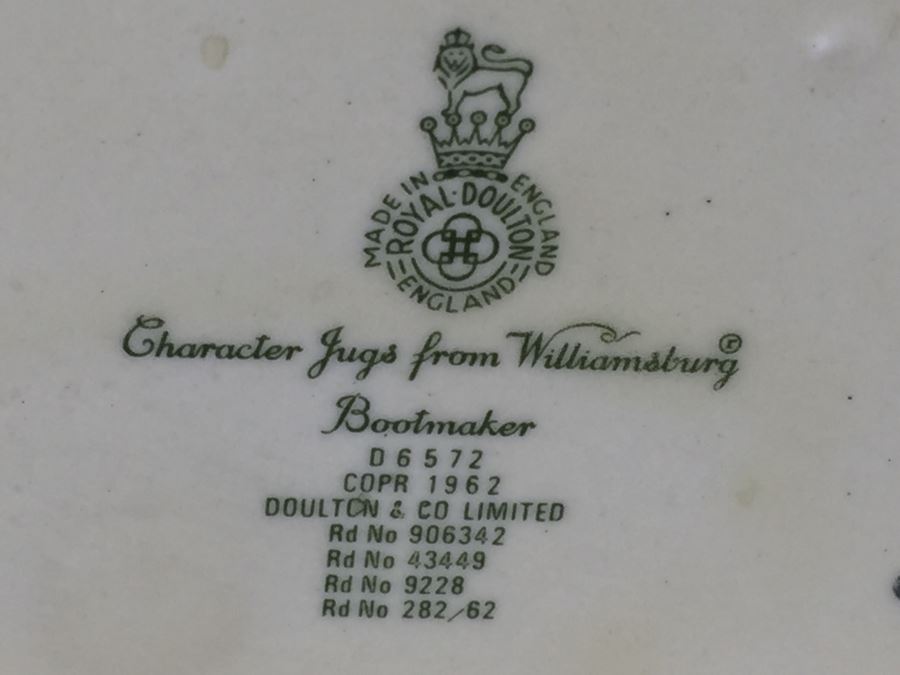 MADE IN ENGLAND
ROYAL·DOULTON
ENGLAND
Character Jugs from Williamsburg®
Bootmaker
D 6572
COPR 1962
DOULTON & CO LIMITED
Rd No 906342
Rd No 43449
Rd No 9228
Rd No 282/62